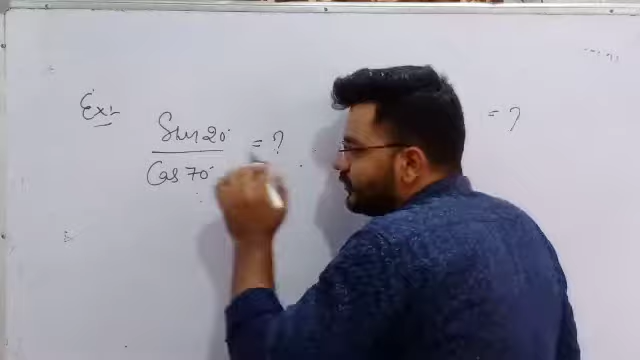 Ex:-
Sin 20° = ?
Cos 70°
= ?